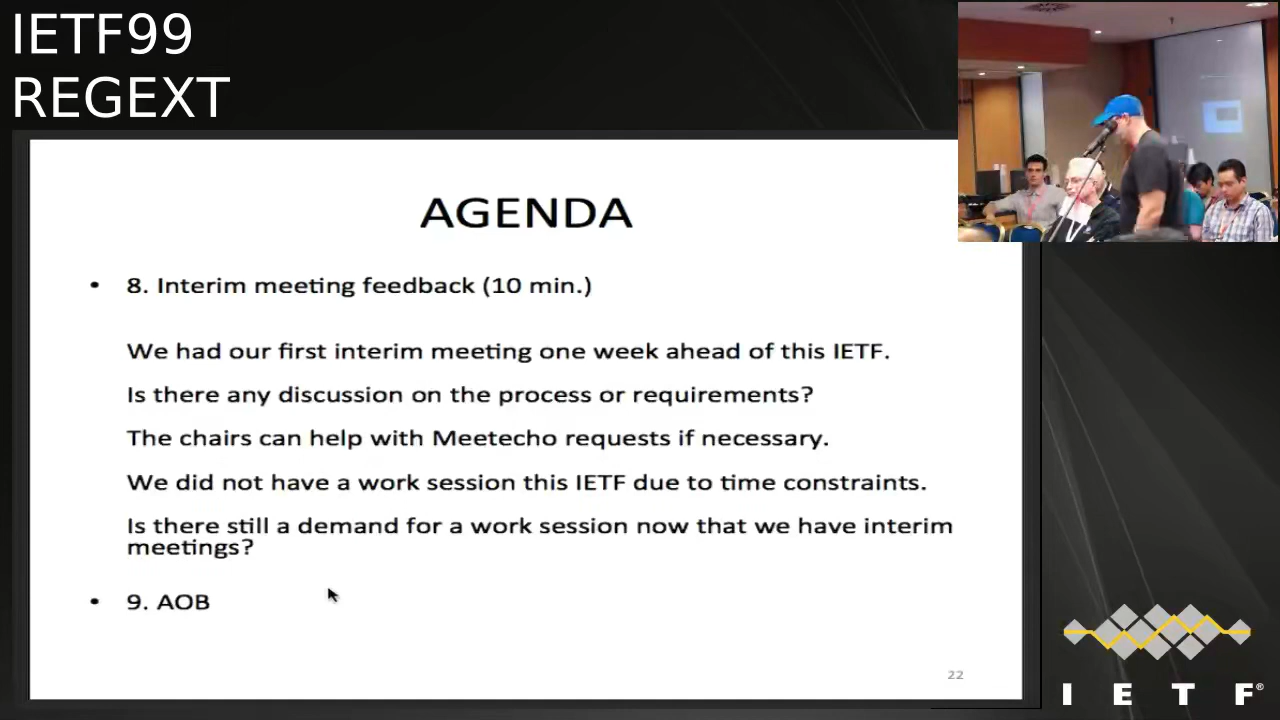 IETF99
REGEXT
AGENDA
• 8. Interim meeting feedback (10 min.)
We had our first interim meeting one week ahead of this IETF.
Is there any discussion on the process or requirements?
The chairs can help with Meetecho requests if necessary.
We did not have a work session this IETF due to time constraints.
Is there still a demand for a work session now that we have interim
meetings?
• 9. AOB
22
I E T F®